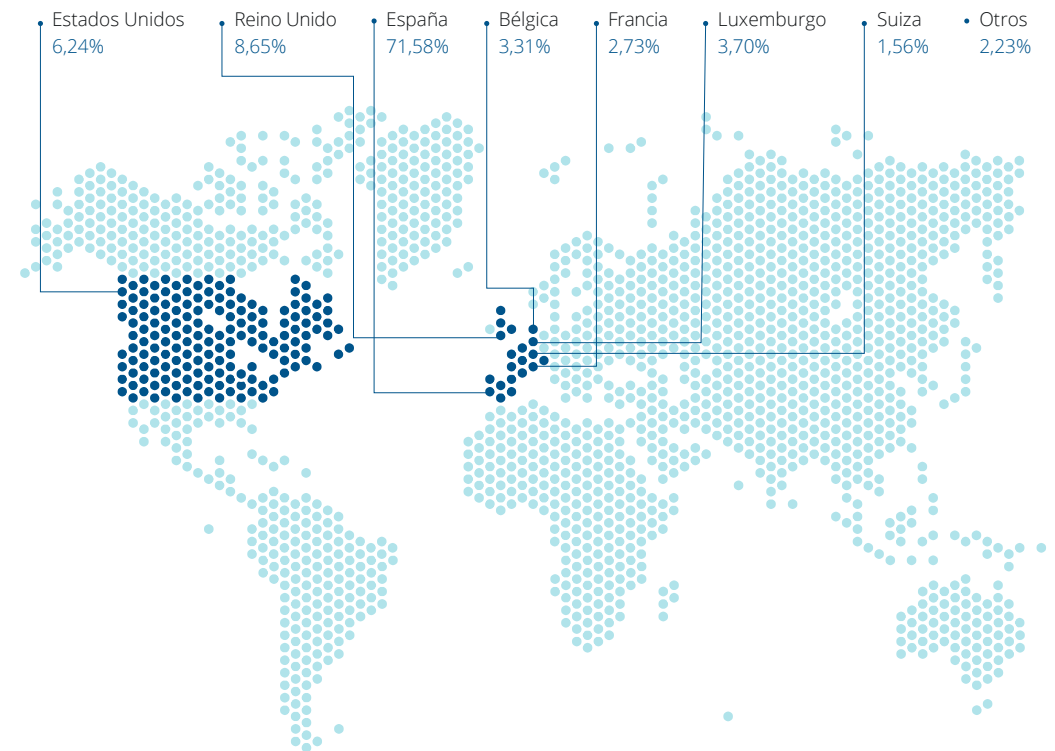 Estados Unidos
6,24%
Reino Unido
8,65%
España
71,58%
Bélgica
3,31%
Francia
2,73%
Luxemburgo
3,70%
Suiza
1,56%
Otros
2,23%